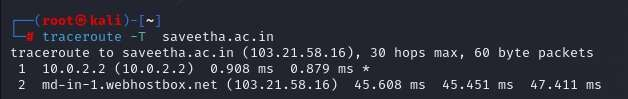 ┌──(root㉿kali)-[~]
└─# traceroute -T  saveetha.ac.in
traceroute to saveetha.ac.in (103.21.58.16), 30 hops max, 60 byte packets
 1  10.0.2.2 (10.0.2.2)  0.908 ms  0.879 ms *
 2  md-in-1.webhostbox.net (103.21.58.16)  45.608 ms  45.451 ms  47.411 ms